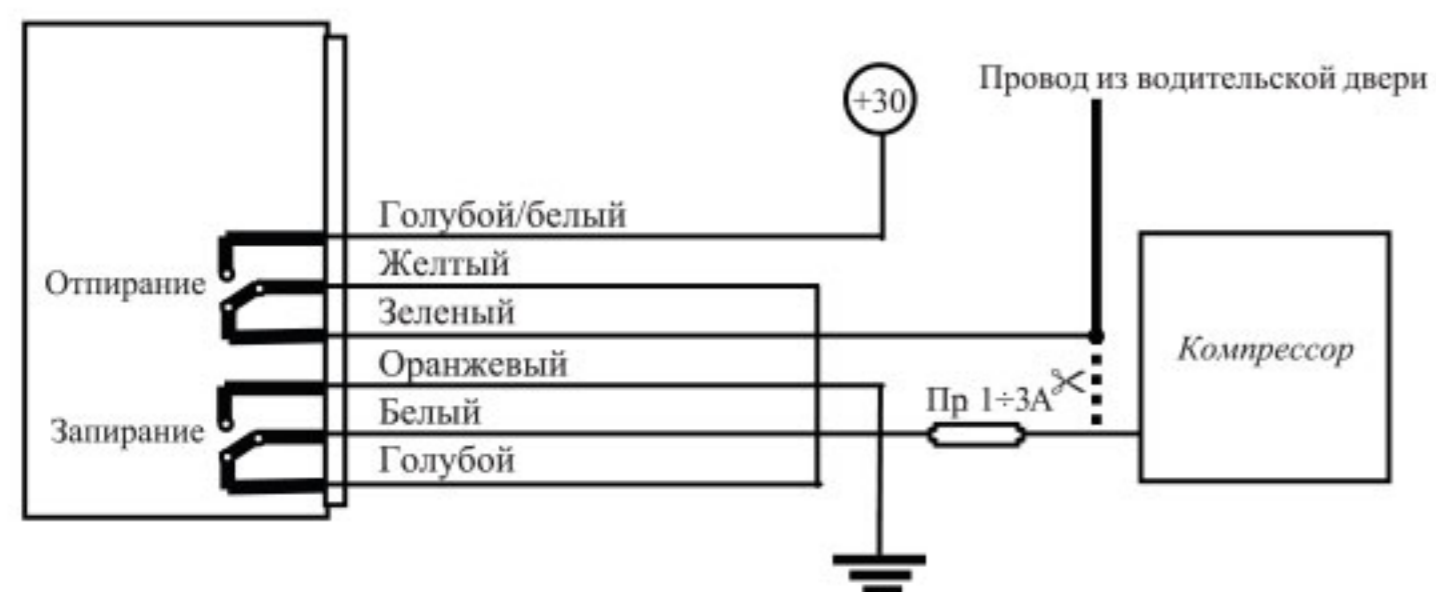 +30
Провод из водительской двери
Голубой/белый
Желтый
Отпирание
Зеленый
Оранжевый
Компрессор
Пр 1÷3А
Белый
Запирание
Голубой